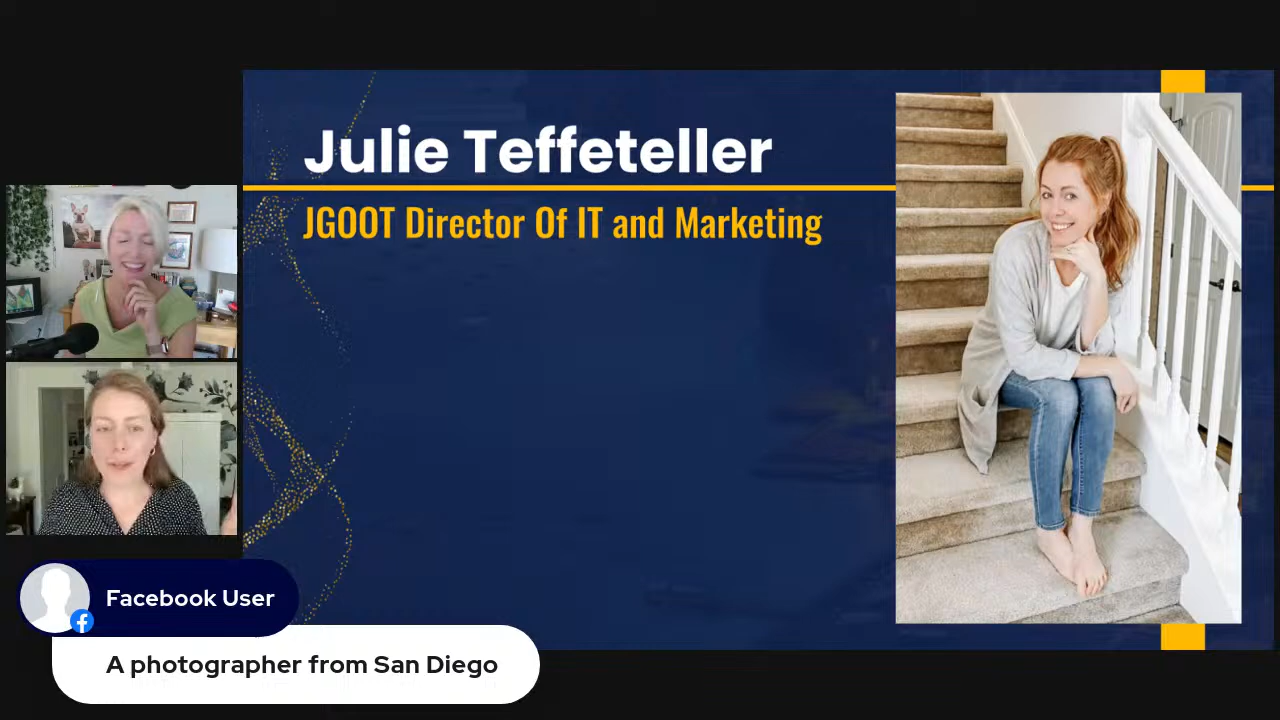 Julie Teffeteller
JGOOT Director Of IT and Marketing
Facebook User
A photographer from San Diego